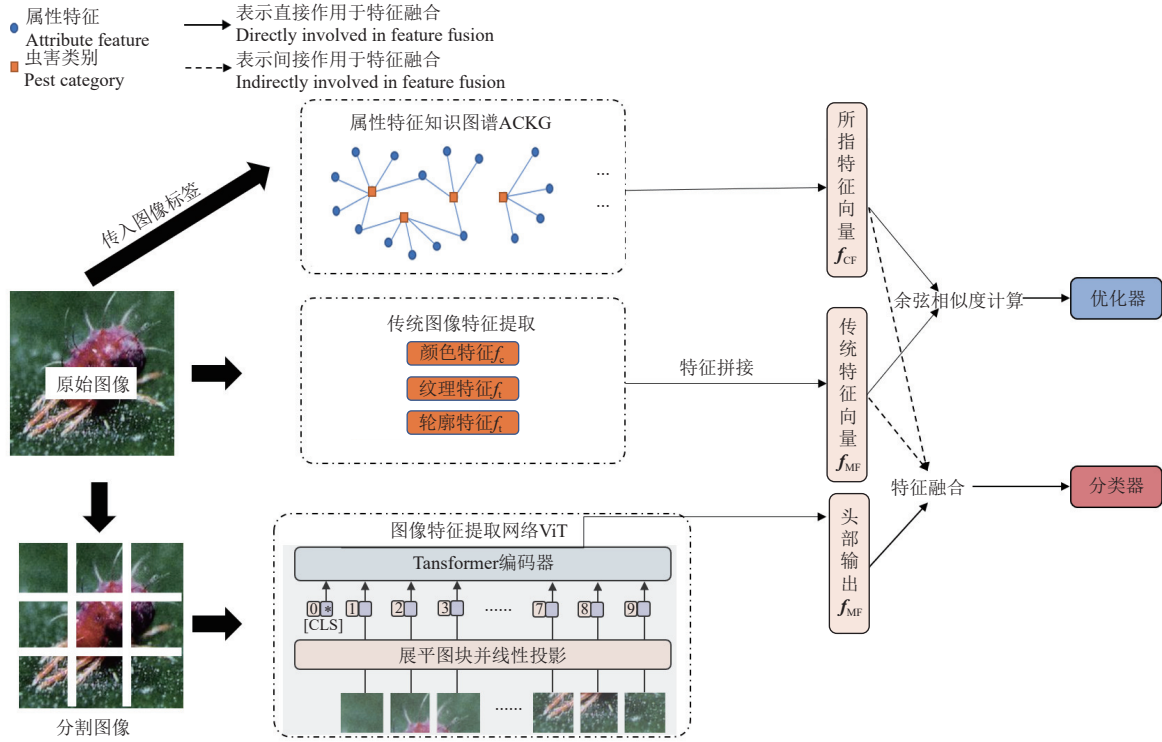 属性特征
Attribute feature
虫害类别
Pest category
表示直接作用于特征融合
Directly involved in feature fusion
表示间接作用于特征融合
Indirectly involved in feature fusion
传入图像标签
原始图像
分割图像
属性特征知识图谱ACKG
...
...
传统图像特征提取
颜色特征fc
纹理特征ft
轮廓特征ft
特征拼接
图像特征提取网络ViT
Tansformer编码器
0 * 1 2 3 ...... 7 8 9
[CLS]
展平图块并线性投影
......
所指特征向量fCF
传统特征向量fMF
头部输出fMF
余弦相似度计算
优化器
特征融合
分类器